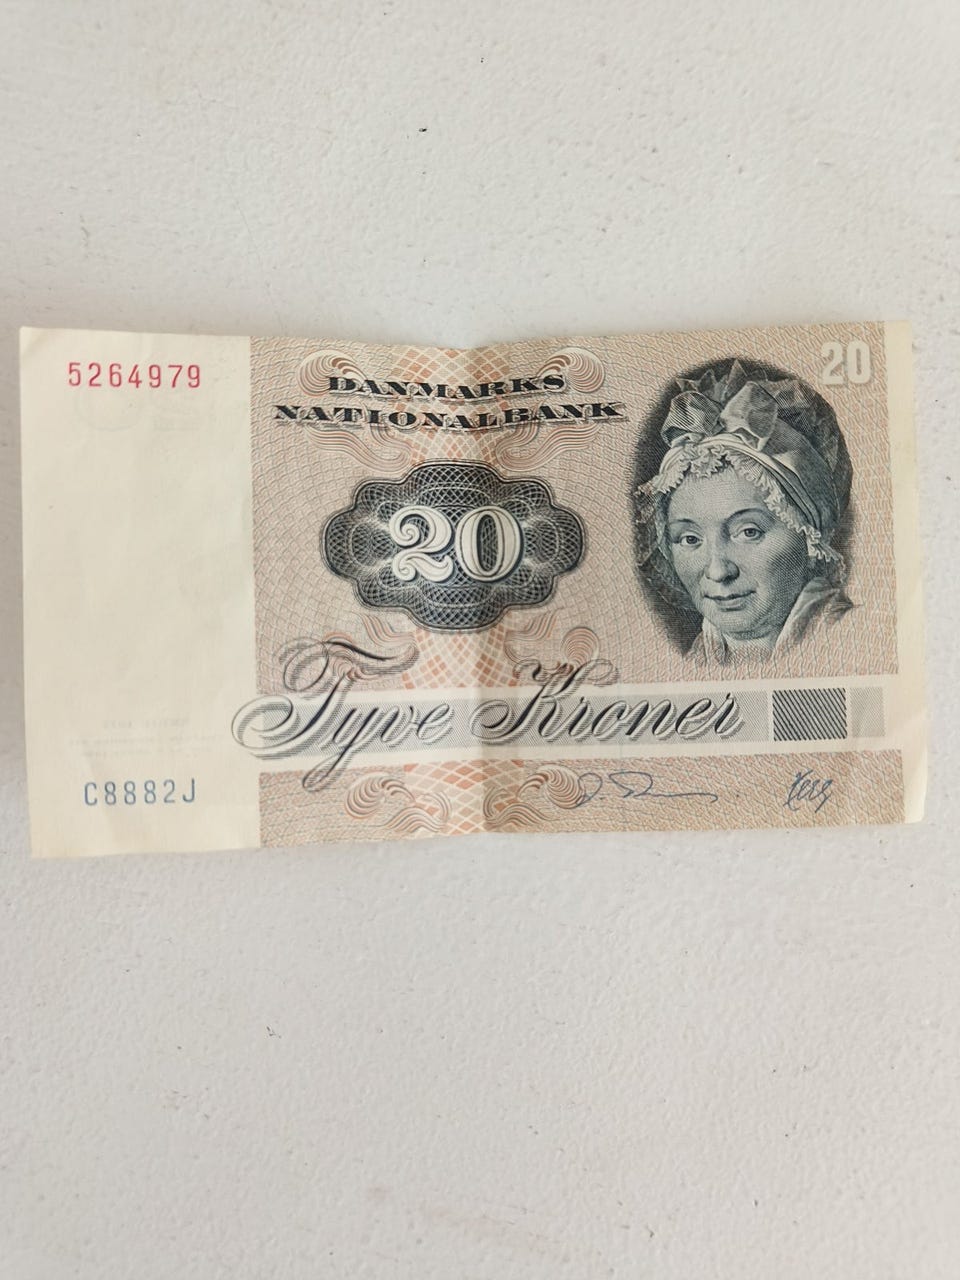 5264979
DANMARKS
NATIONALBANK
20
20
Tyve Kroner
C8882J